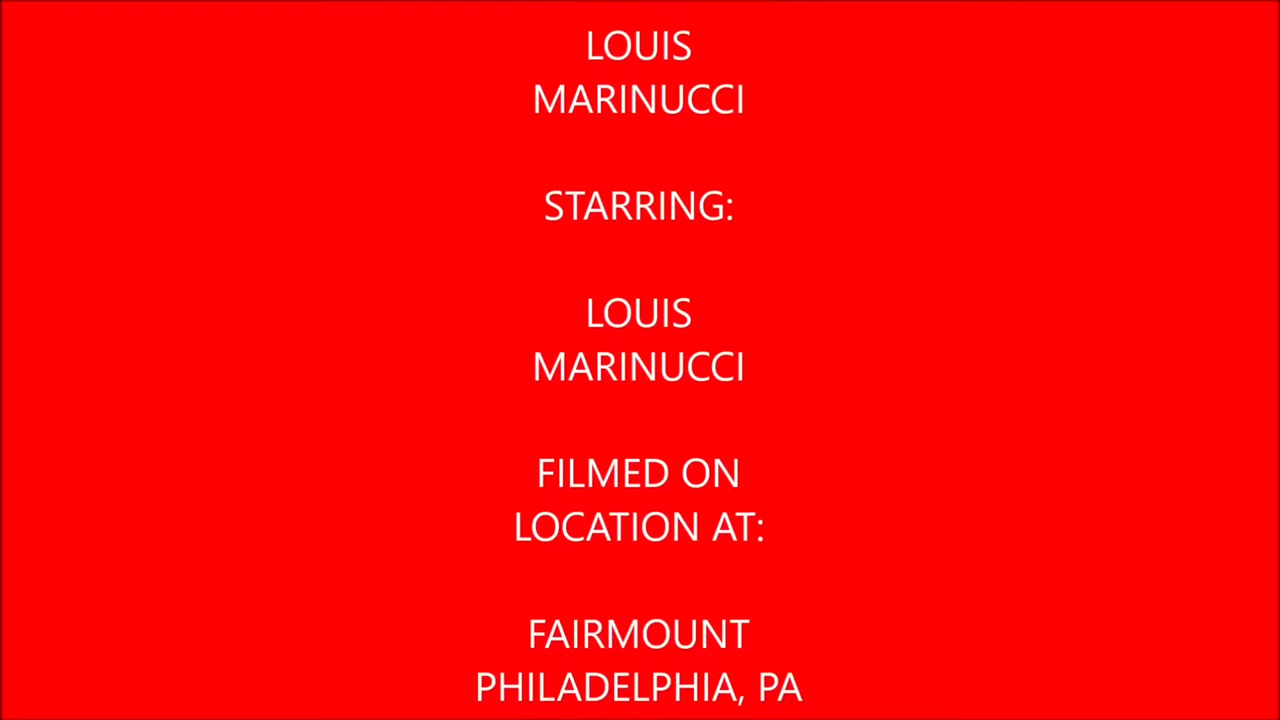 LOUIS
MARINUCCI
STARRING:
LOUIS
MARINUCCI
FILMED ON
LOCATION AT:
FAIRMOUNT
PHILADELPHIA, PA